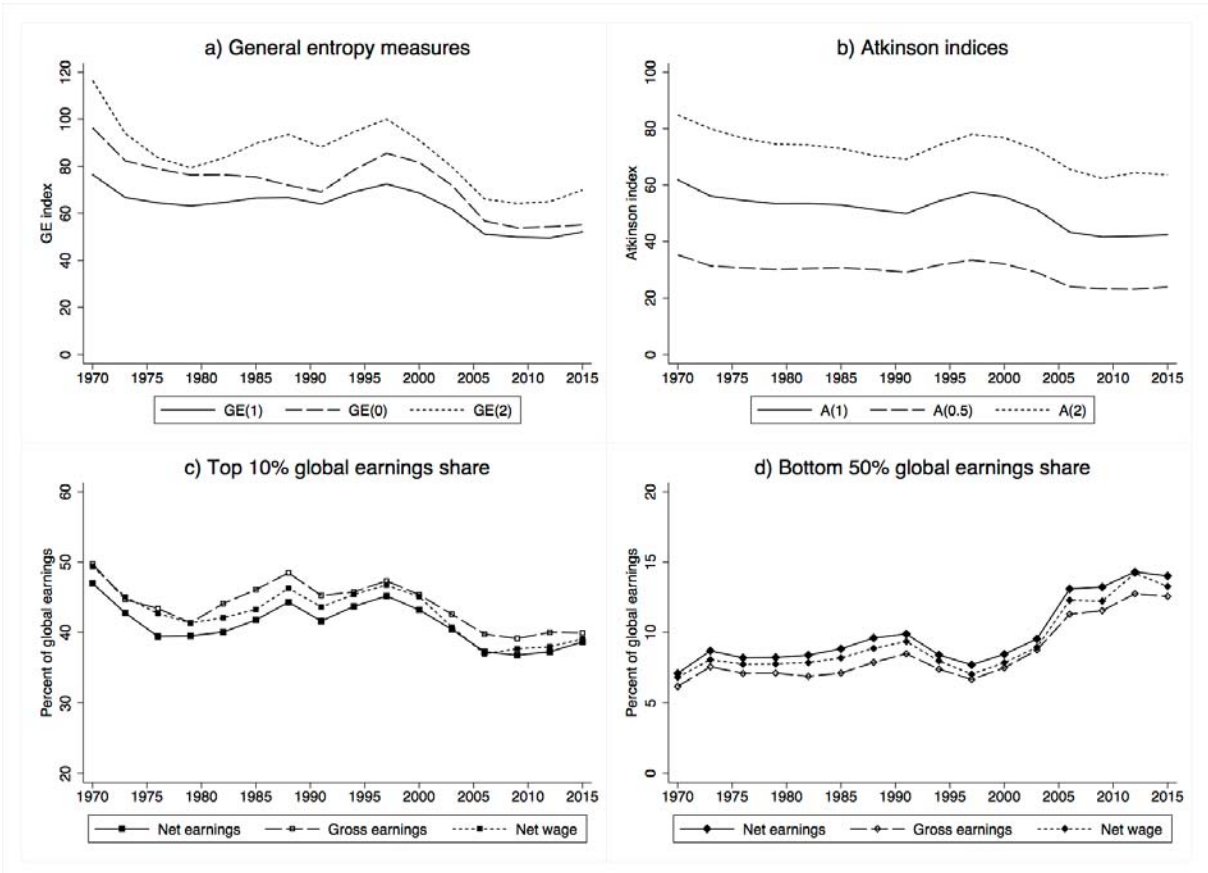 a) General entropy measures
GE index
120
100
80
60
40
20
0
1970 1975 1980 1985 1990 1995 2000 2005 2010 2015
GE(1) GE(0) GE(2)
b) Atkinson indices
Atkinson index
100
80
60
40
20
0
1970 1975 1980 1985 1990 1995 2000 2005 2010 2015
A(1) A(0.5) A(2)
c) Top 10% global earnings share
Percent of global earnings
60
50
40
30
20
1970 1975 1980 1985 1990 1995 2000 2005 2010 2015
Net earnings Gross earnings Net wage
d) Bottom 50% global earnings share
Percent of global earnings
20
15
10
5
0
1970 1975 1980 1985 1990 1995 2000 2005 2010 2015
Net earnings Gross earnings Net wage